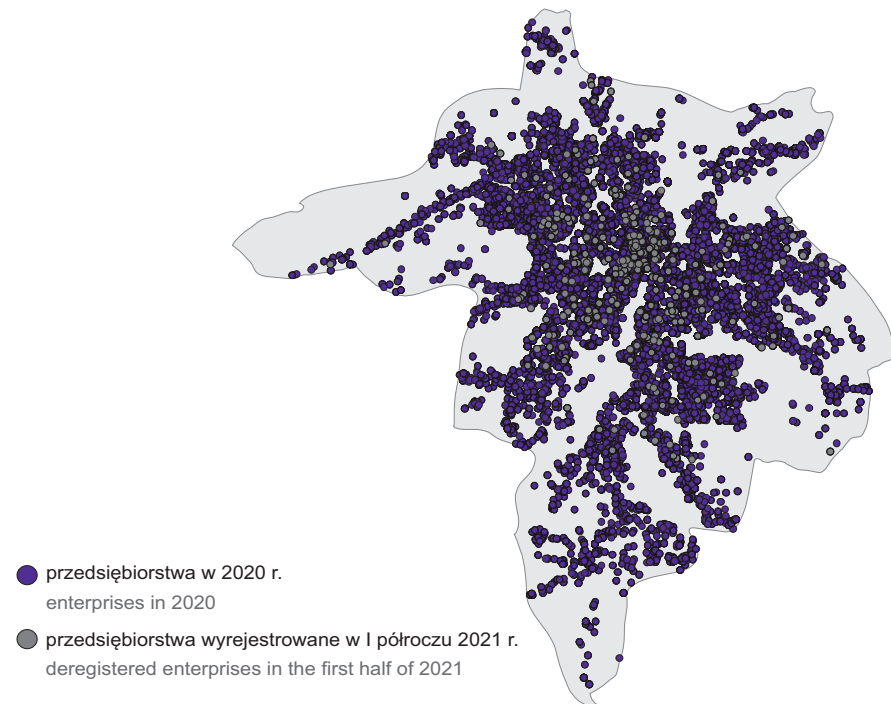 przedsiębiorstwa w 2020 r.
enterprises in 2020
przedsiębiorstwa wyrejestrowane w I półroczu 2021 r.
deregistered enterprises in the first half of 2021